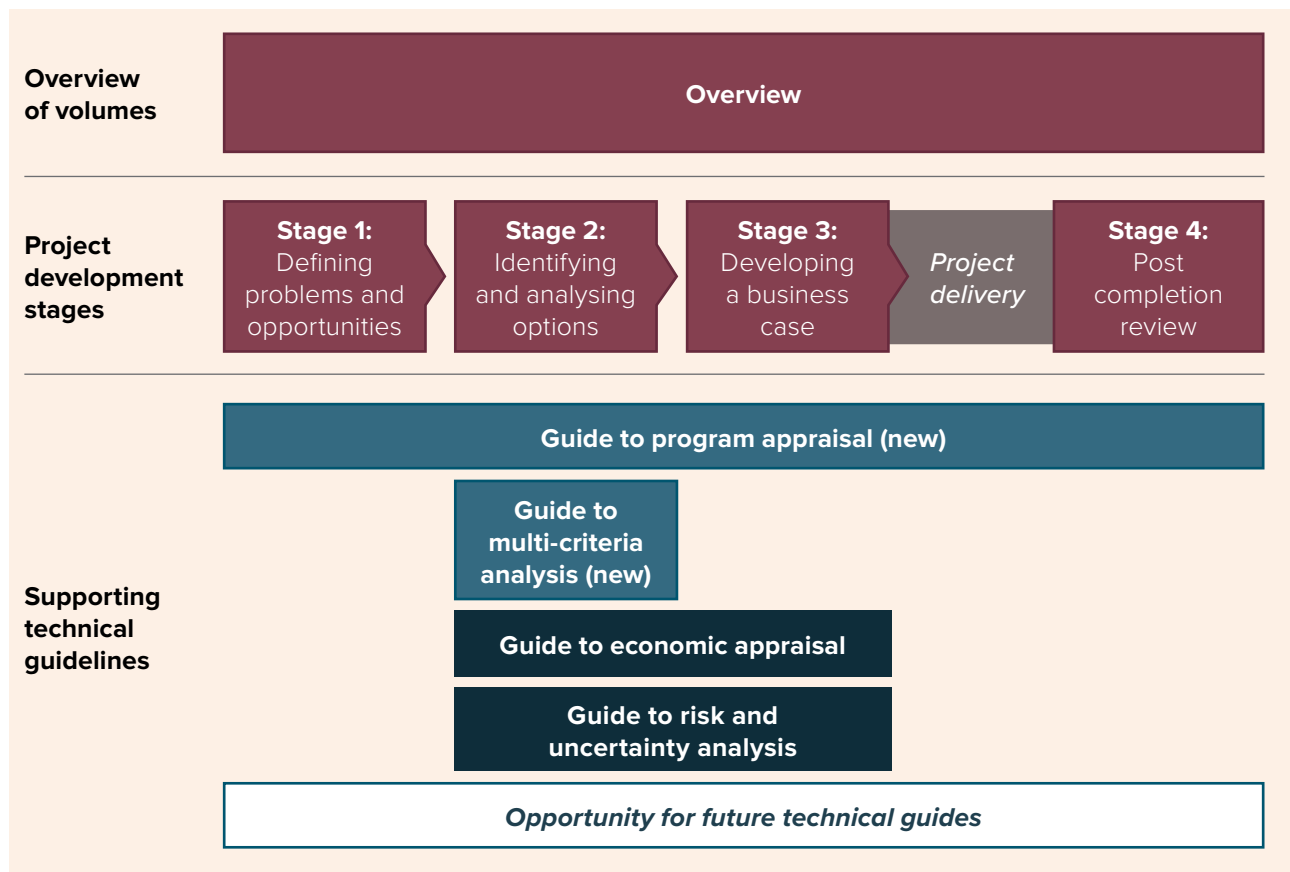 Overview
of volumes
Overview
Project
development
stages
Stage 1:
Defining
problems and
opportunities
Stage 2:
Identifying
and analysing
options
Stage 3:
Developing
a business
case
Project
delivery
Stage 4:
Post
completion
review
Supporting
technical
guidelines
Guide to program appraisal (new)
Guide to
multi-criteria
analysis (new)
Guide to economic appraisal
Guide to risk and
uncertainty analysis
Opportunity for future technical guides